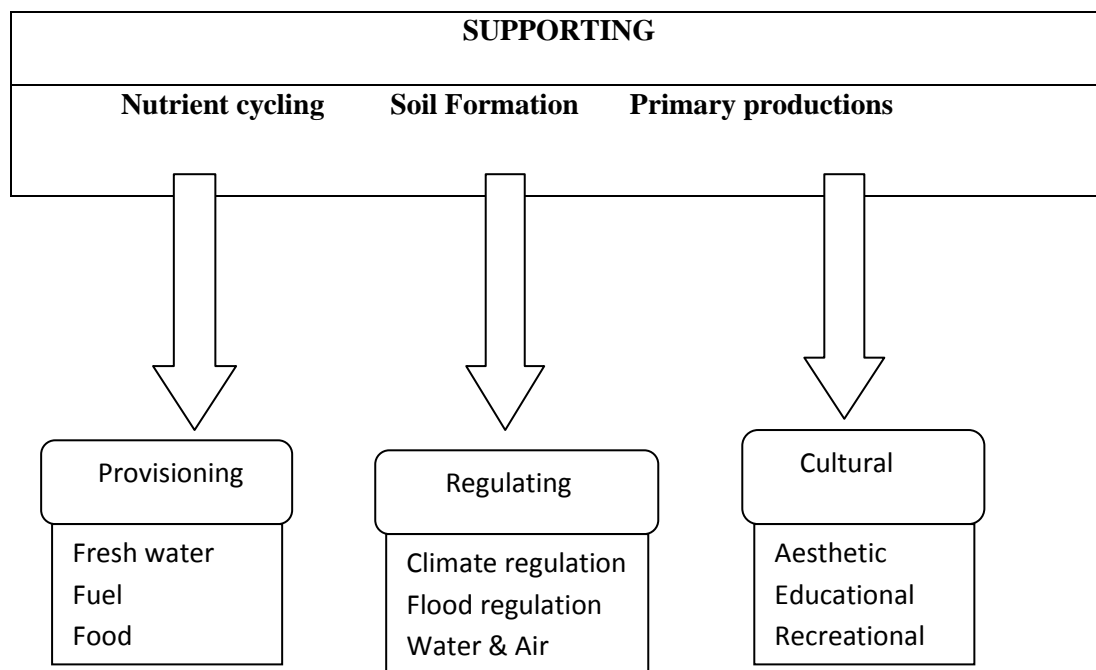 SUPPORTING
Nutrient cycling Soil Formation Primary productions
Provisioning
Fresh water
Fuel
Food
Regulating
Climate regulation
Flood regulation
Water & Air
Cultural
Aesthetic
Educational
Recreational